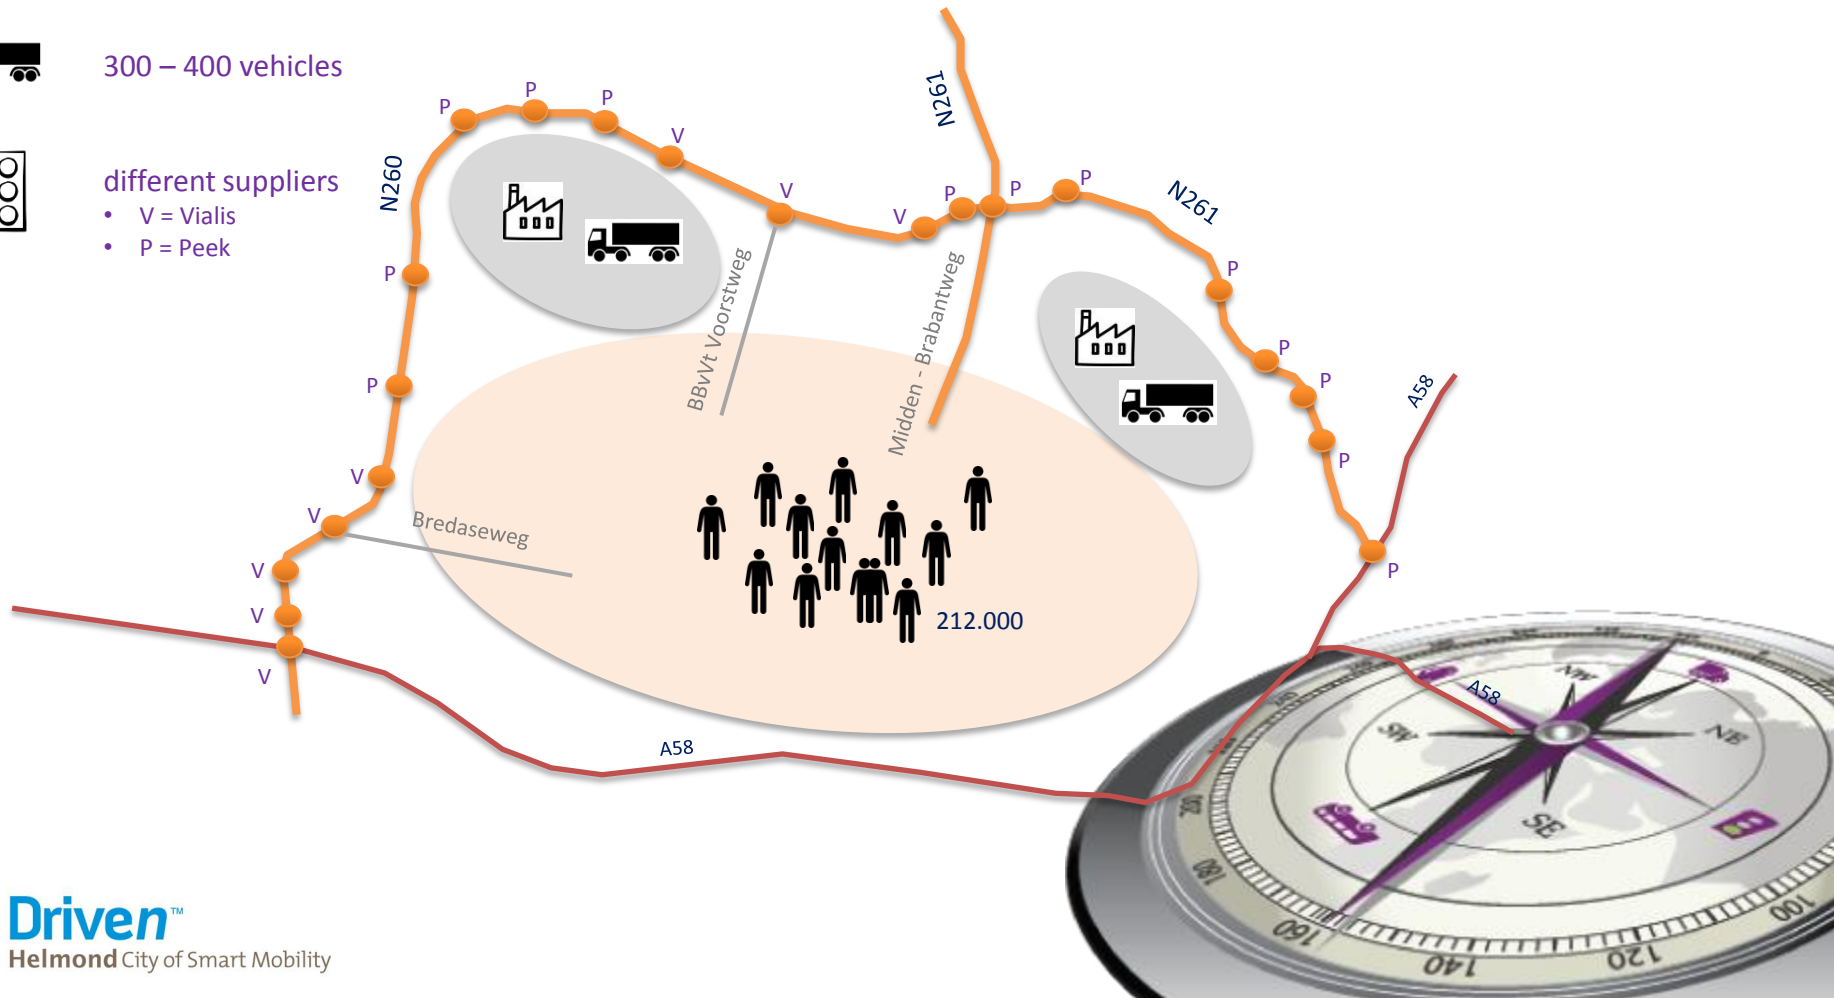 300 – 400 vehicles
different suppliers
• V = Vialis
• P = Peek
N260
P
P
P
V
V
V
P
P
P
N261
N261
P
P
P
P
P
A58
P
P
V
V
V
V
V
BBvVt Voorstweg
Midden - Brabantweg
Bredaseweg
212.000
A58
A58
NW
NE
SW
SE
180
160
140
120
100
Driven™
Helmond City of Smart Mobility